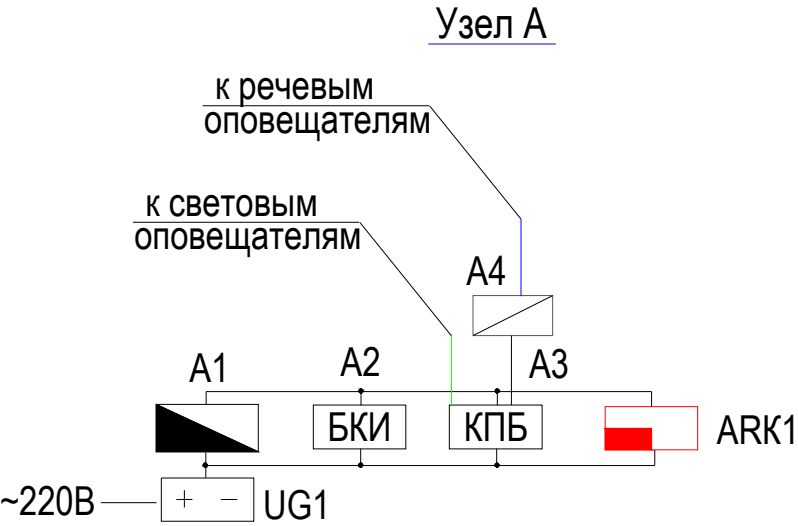 Узел А
к речевым
оповещателям
к световым
оповещателям
А4
А1
А2
А3
БКИ
КПБ
ARK1
~220В
+ −
UG1